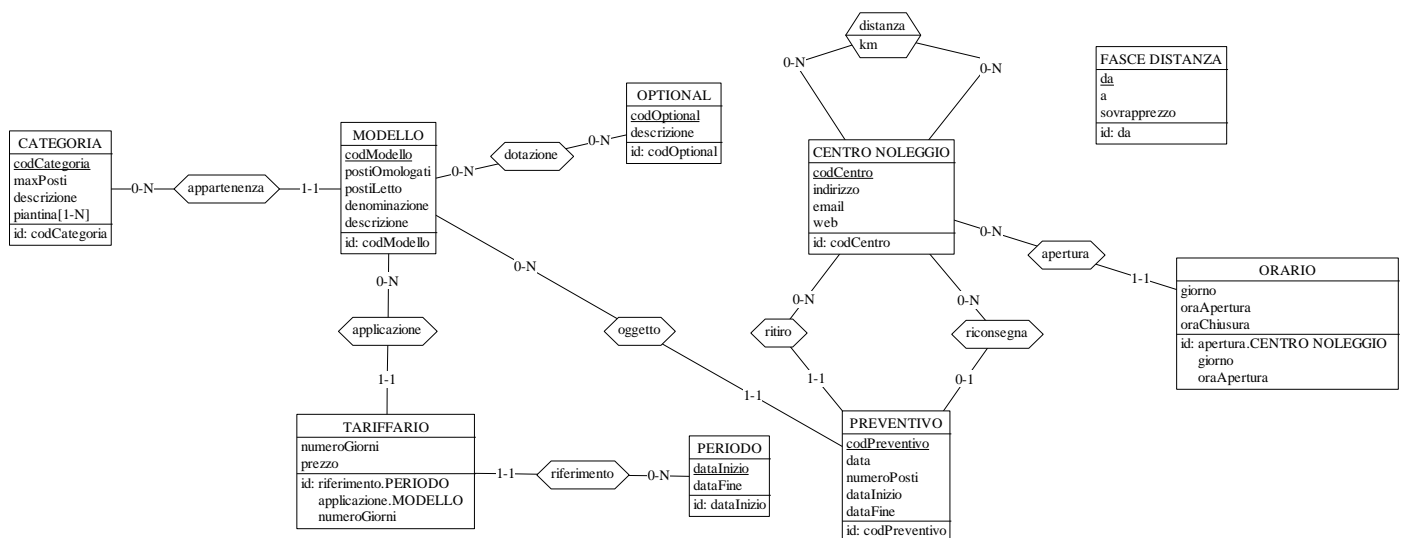 distanza
km
0-N
0-N
FASCE DISTANZA
da
a
sovrapprezzo
id: da
OPTIONAL
codOptional
descrizione
id: codOptional
CATEGORIA
codCategoria
maxPosti
descrizione
piantina[1-N]
id: codCategoria
0-N
appartenenza
1-1
MODELLO
codModello
postiOmologati
postiLetto
denominazione
descrizione
id: codModello
0-N
dotazione
0-N
CENTRO NOLEGGIO
codCentro
indirizzo
email
web
id: codCentro
0-N
apertura
1-1
ORARIO
giorno
oraApertura
oraChiusura
id: apertura.CENTRO NOLEGGIO
giorno
oraApertura
0-N
applicazione
1-1
0-N
oggetto
1-1
0-N
ritiro
1-1
0-N
riconsegna
0-1
TARIFFARIO
numeroGiorni
prezzo
id: riferimento.PERIODO
applicazione.MODELLO
numeroGiorni
1-1
riferimento
0-N
PERIODO
dataInizio
dataFine
id: dataInizio
PREVENTIVO
codPreventivo
data
numeroPosti
dataInizio
dataFine
id: codPreventivo